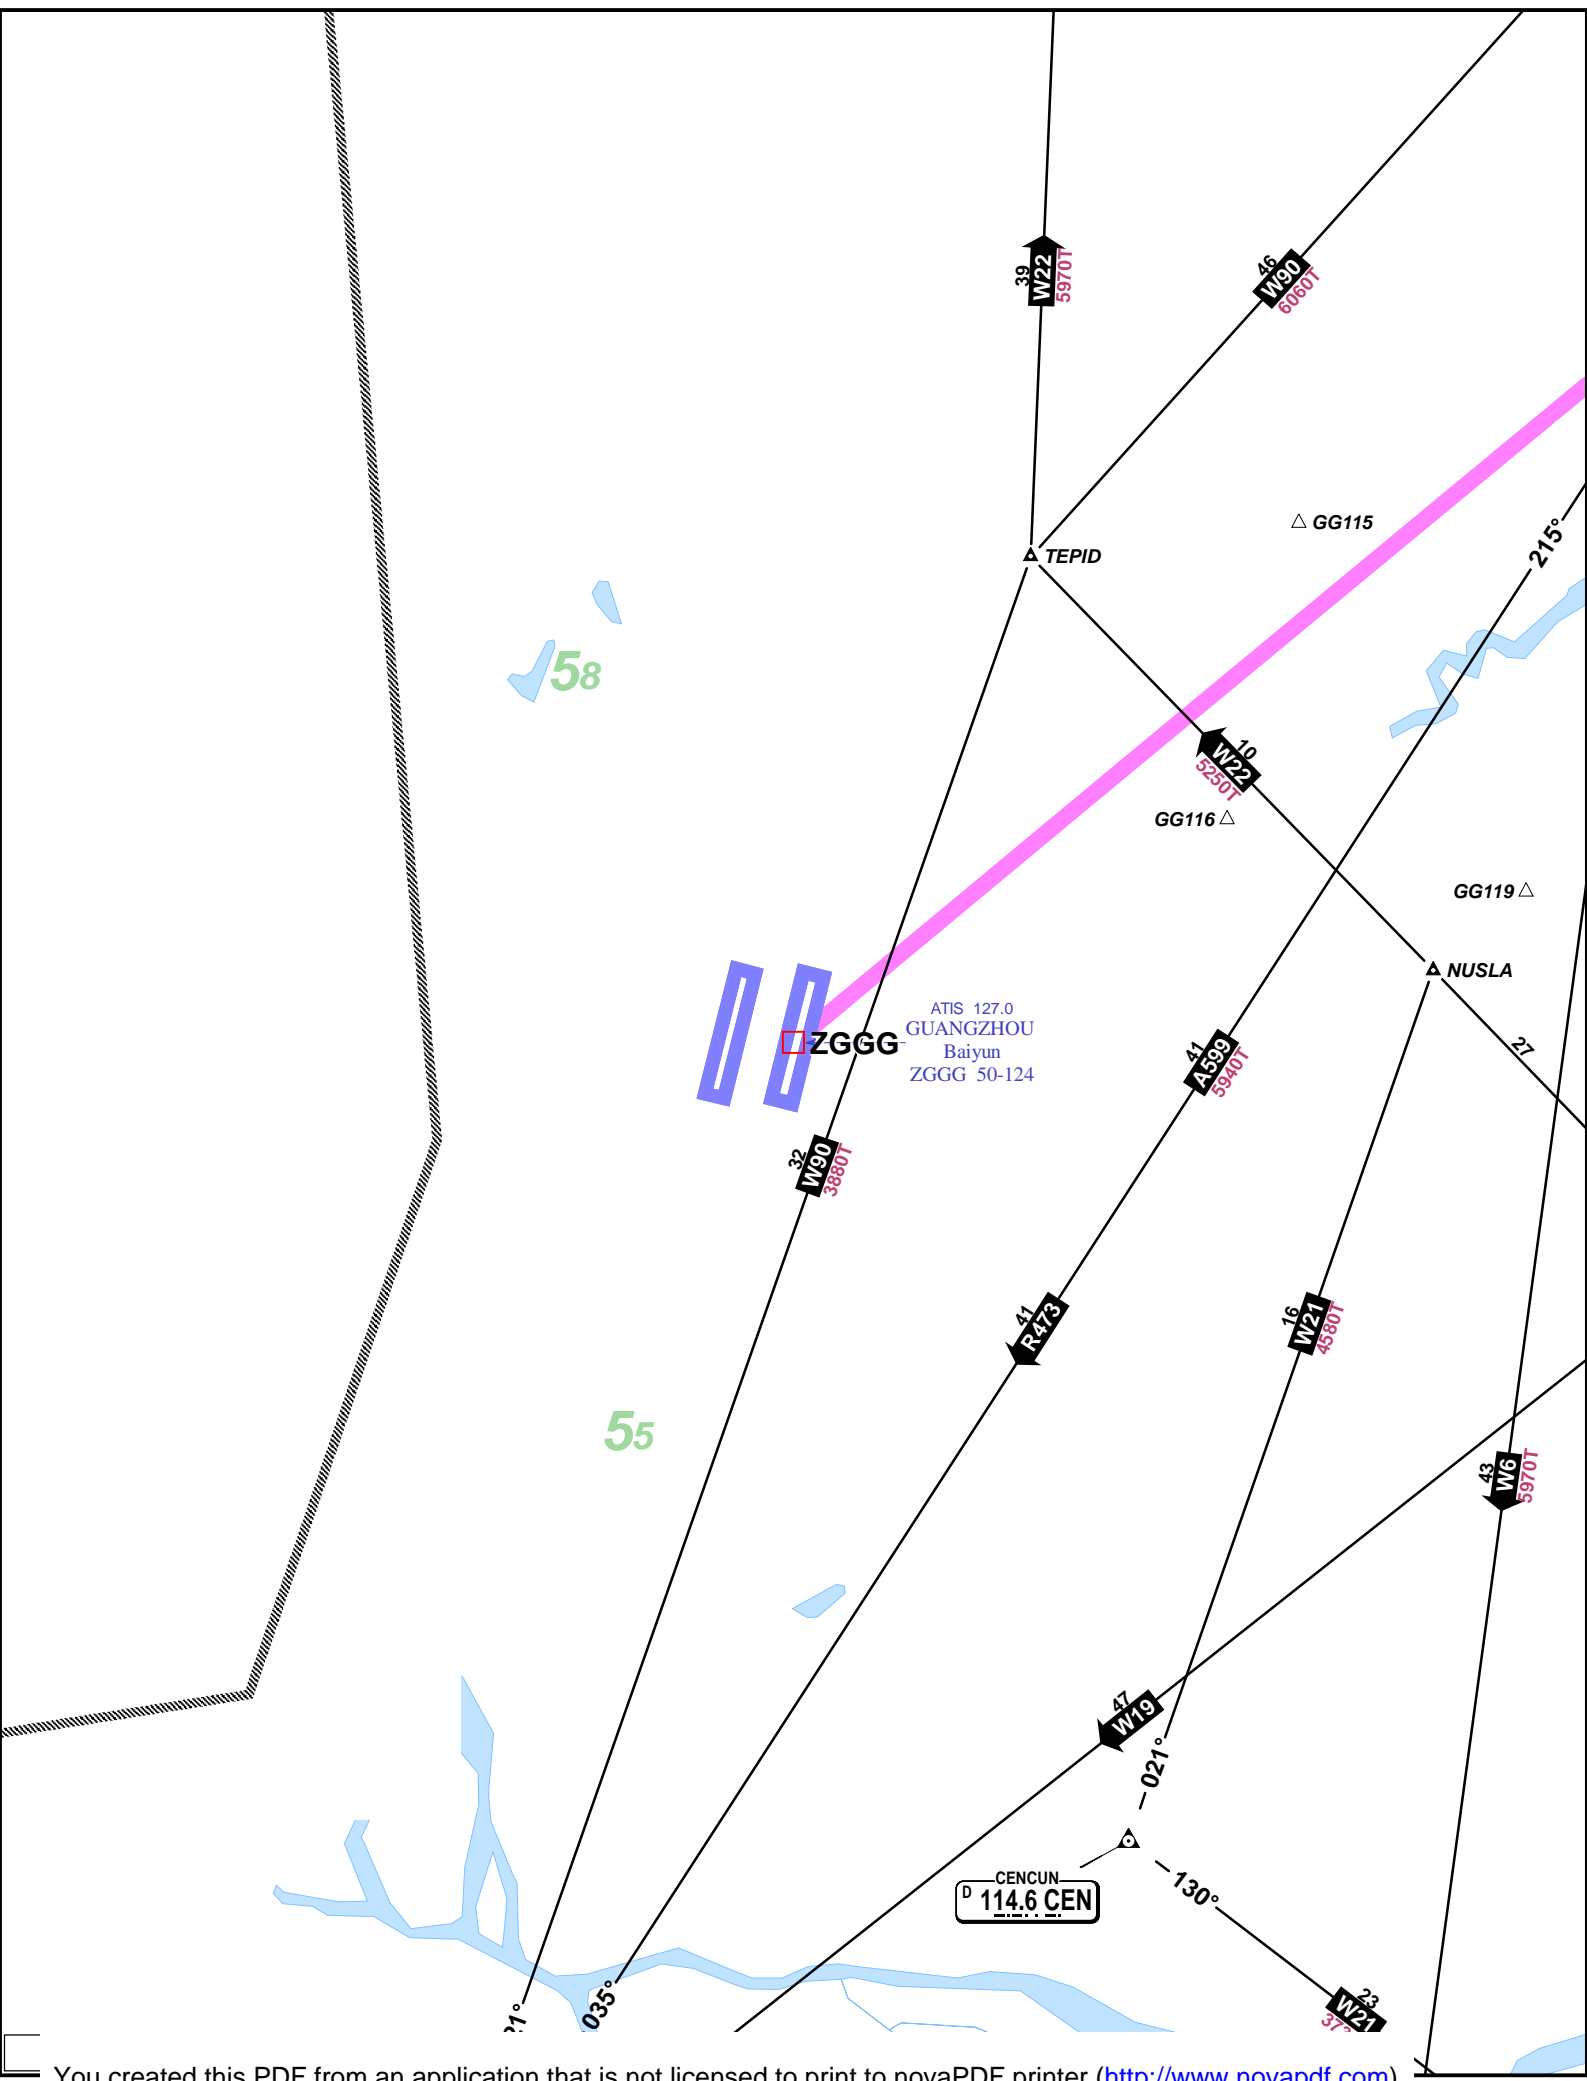 39
W22
5970T
46
W90
6060T
215°
GG115
TEPID
58
10
W22
5250T
GG116
GG119
NUSLA
ATIS 127.0
GUANGZHOU
Baiyun
ZGGG 50-124
ZGGG
27
41
A599
5940T
32
W90
3880T
41
R473
16
W21
4580T
55
43
W6
5970T
47
W19
021°
CENCUN
D 114.6 CEN
130°
035°
21°
23
W21
You created this PDF from an application that is not licensed to print to novaPDF printer (http://www.novapdf.com)